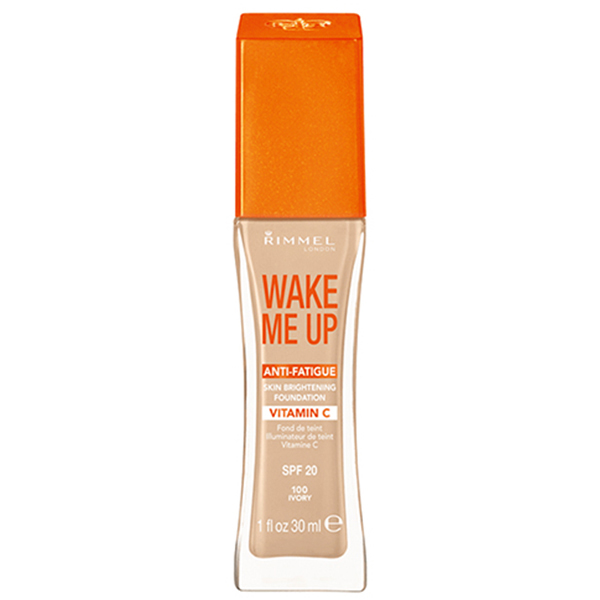 RIMMEL
LONDON
WAKE
ME UP
ANTI-FATIGUE
SKIN BRIGHTENING
FOUNDATION
VITAMIN C
Fond de teint
Illuminateur de teint
Vitamine C
SPF 20
100
IVORY
1 fl oz 30 ml e